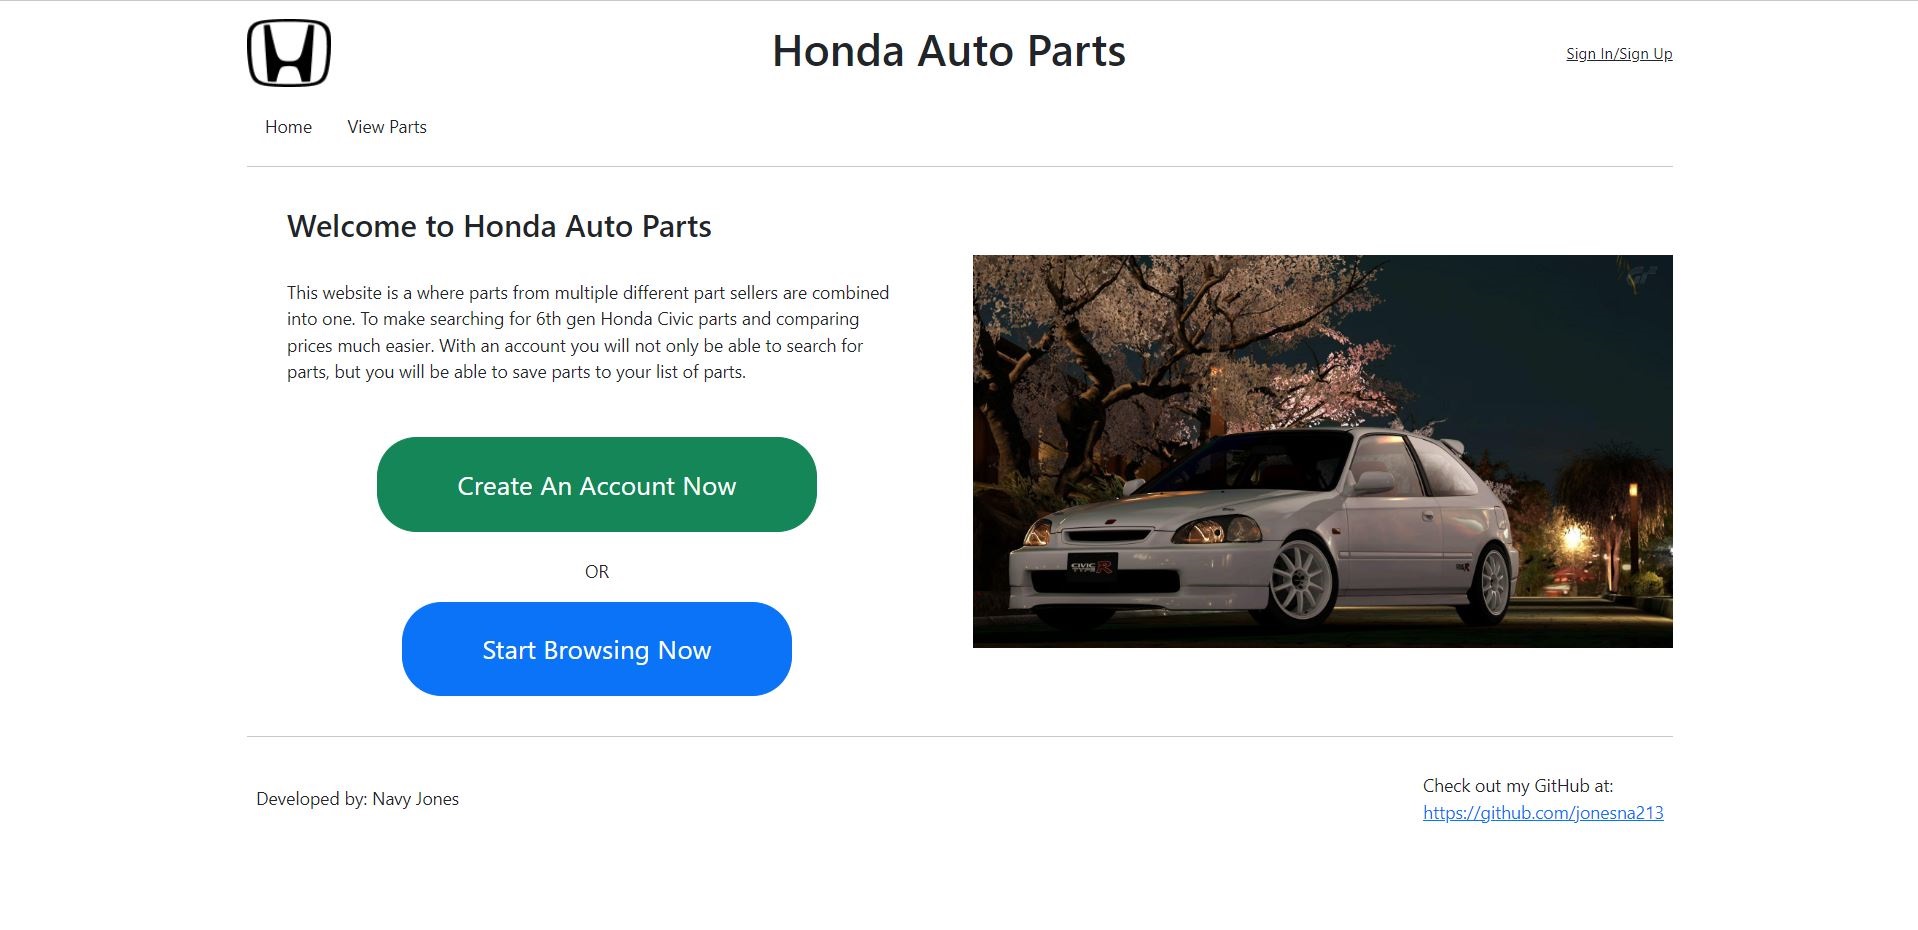 Honda Auto Parts
Sign In/Sign Up
Home
View Parts
Welcome to Honda Auto Parts
This website is a where parts from multiple different part sellers are combined
into one. To make searching for 6th gen Honda Civic parts and comparing
prices much easier. With an account you will not only be able to search for
parts, but you will be able to save parts to your list of parts.
Create An Account Now
OR
Start Browsing Now
CIVIC
TYPE R
Developed by: Navy Jones
Check out my GitHub at:
https://github.com/jonesna213